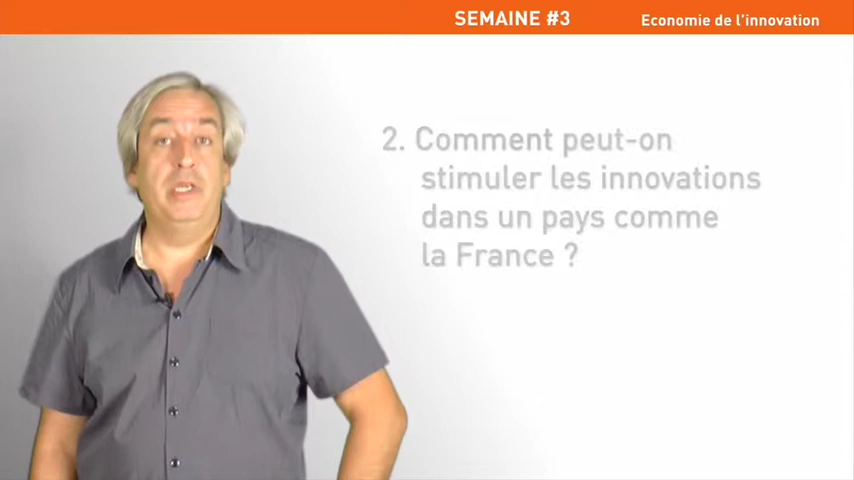 SEMAINE #3 Economie de l'innovation
2. Comment peut-on
stimuler les innovations
dans un pays comme
la France ?